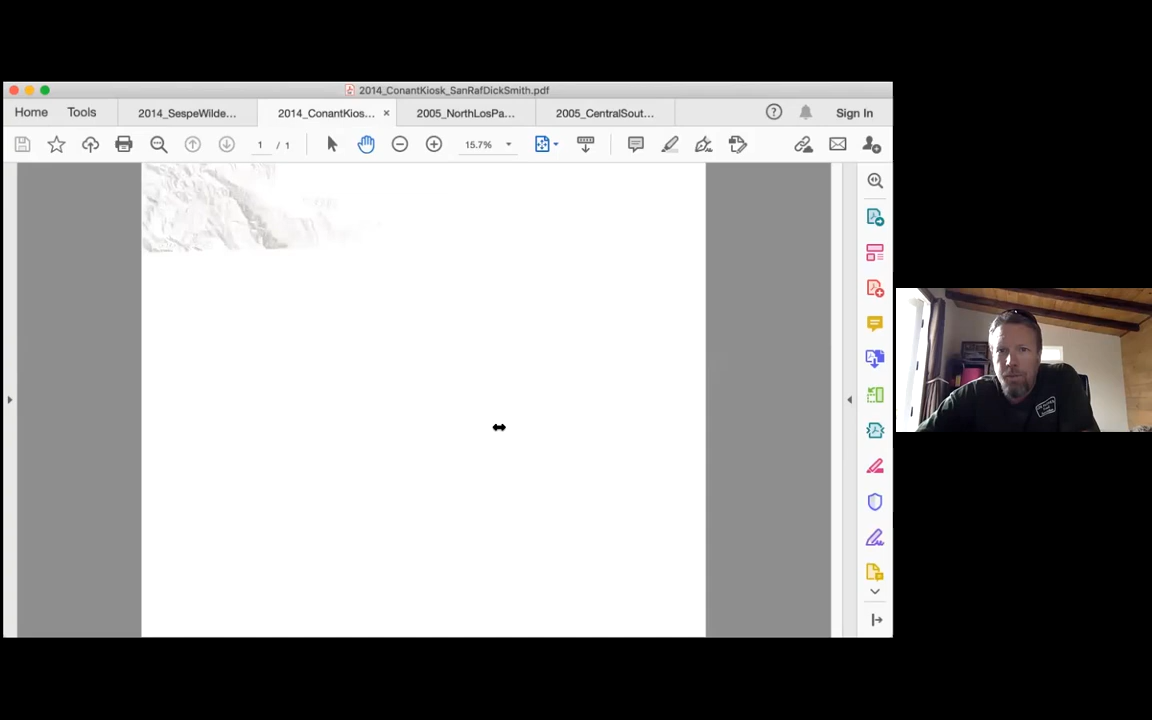 2014_ConantKiosk_SanRafDickSmith.pdf
Home Tools 2014_SespeWilde... 2014_ConantKios... × 2005_NorthLosPa... 2005_CentralSout... ? Sign In
1 / 1 15.7%